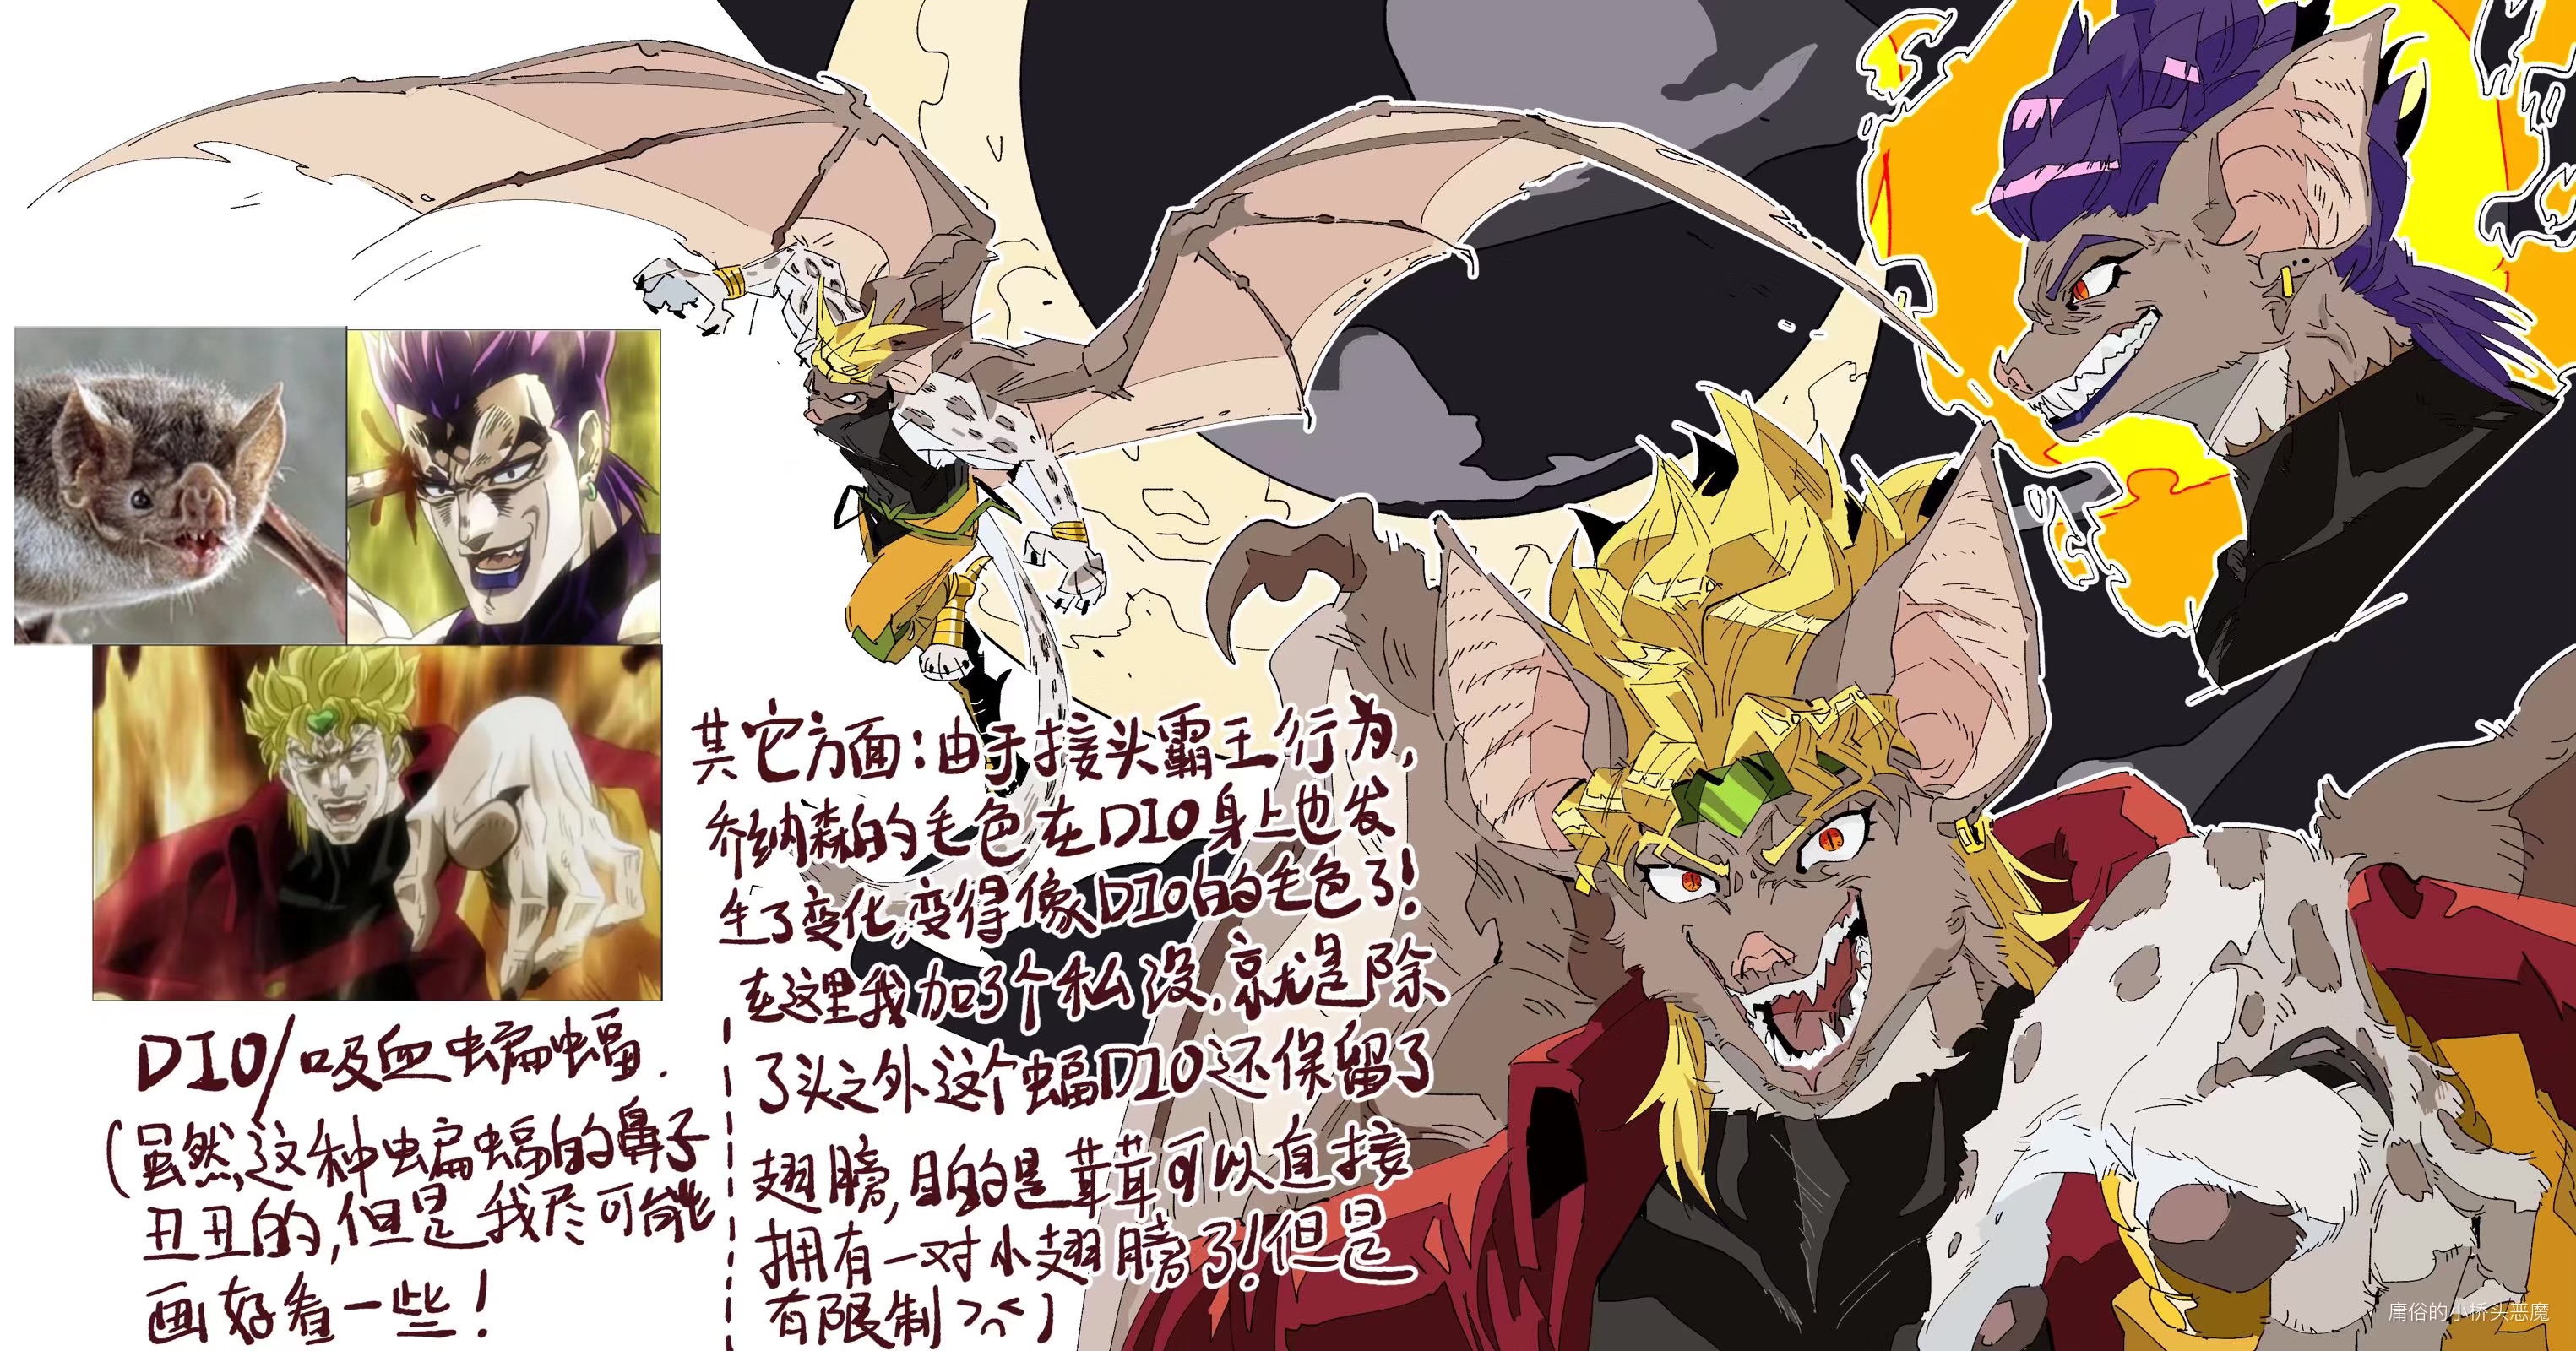 DIO/吸血蝙蝠.
(虽然这种蝙蝠的鼻子
丑丑的,但是我尽可能
画好看一些!
其它方面:由于接头霸王行为,
乔纳森的毛色在DIO身上也发
生了变化,变得像DIO的毛色了!
在这里我加了个私设,就是除
了头之外这个蝠DIO还保留了
翅膀,目的是茸茸可以直接
拥有一对小翅膀了!但是
有限制>^<)
庸俗的小桥头恶魔